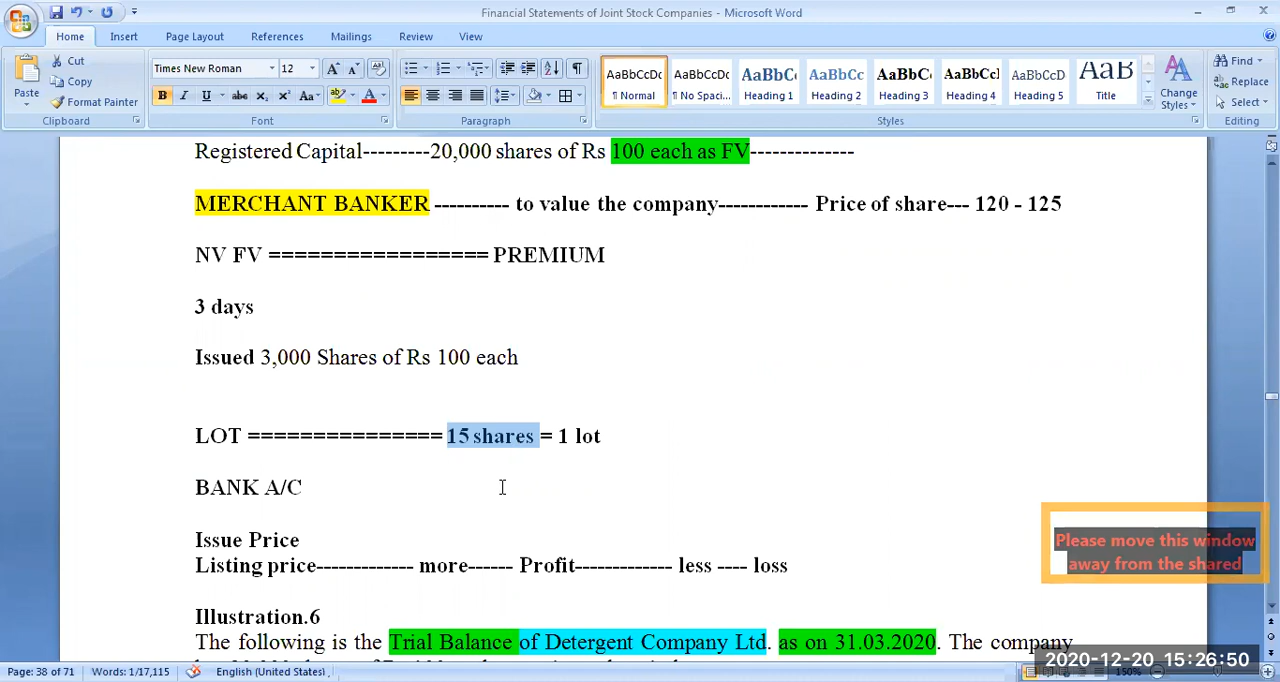 Financial Statements of Joint Stock Companies - Microsoft Word
Home Insert Page Layout References Mailings Review View
Paste
Cut
Copy
Format Painter
Clipboard
Times New Roman 12
B I U abc X₂ X² Aa A
Font
Paragraph
AaBbCcDc AaBbCcDc AaBbC AaBbCc AaBbCc AaBbCcI AaBbCcD AaB
¶ Normal ¶ No Spaci... Heading 1 Heading 2 Heading 3 Heading 4 Heading 5 Title
Change Styles
Styles
Find
Replace
Select
Editing
Registered Capital---------20,000 shares of Rs 100 each as FV--------------
MERCHANT BANKER ---------- to value the company------------ Price of share--- 120 - 125
NV FV ================= PREMIUM
3 days
Issued 3,000 Shares of Rs 100 each
LOT =============== 15 shares = 1 lot
BANK A/C
Issue Price
Listing price------------- more------ Profit------------- less ---- loss
Illustration.6
The following is the Trial Balance of Detergent Company Ltd. as on 31.03.2020. The company
Please move this window
away from the shared
Page: 38 of 71 Words: 1/17,115 English (United States) 150%
2020-12-20 15:26:50